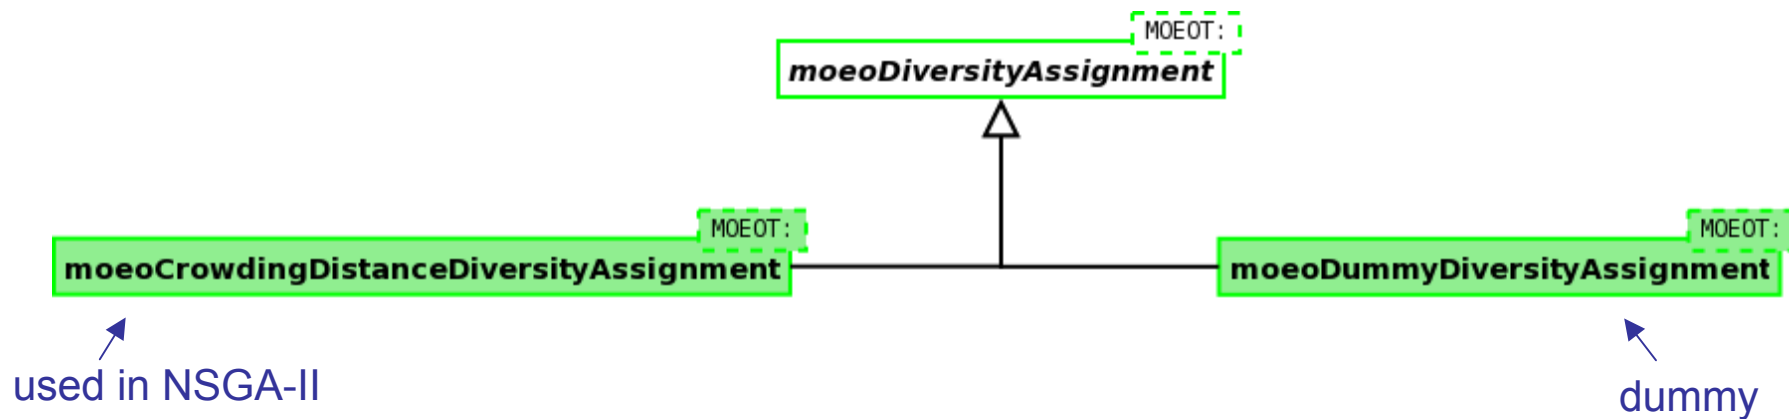 MOEOT:
moeoDiversityAssignment
MOEOT:
moeoCrowdingDistanceDiversityAssignment
MOEOT:
moeoDummyDiversityAssignment
used in NSGA-II
dummy